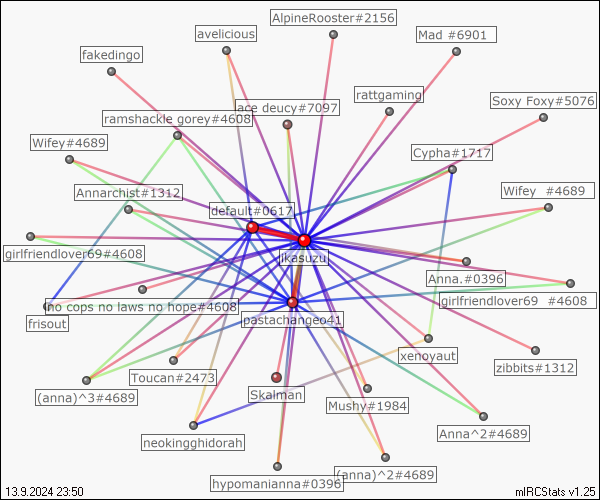 AlpineRooster#2156
avelicious
Mad #6901
fakedingo
rattgaming
ace deucy#7097
Soxy Foxy#5076
ramshackle gorey#4608
Wifey#4689
Cypha#1717
Annarchist#1312
Wifey #4689
default#0617
girlfriendlover69#4608
jkasuzu
Anna.#0396
girlfriendlover69 #4608
no cops no laws no hope#4608
frisout
pastachangeo41
xenoyaut
zibbits#1312
Toucan#2473
(anna)^3#4689
Skalman
Mushy#1984
Anna^2#4689
neokingghidorah
(anna)^2#4689
hypomanianna#0396
13.9.2024 23:50
mIRCStats v1.25